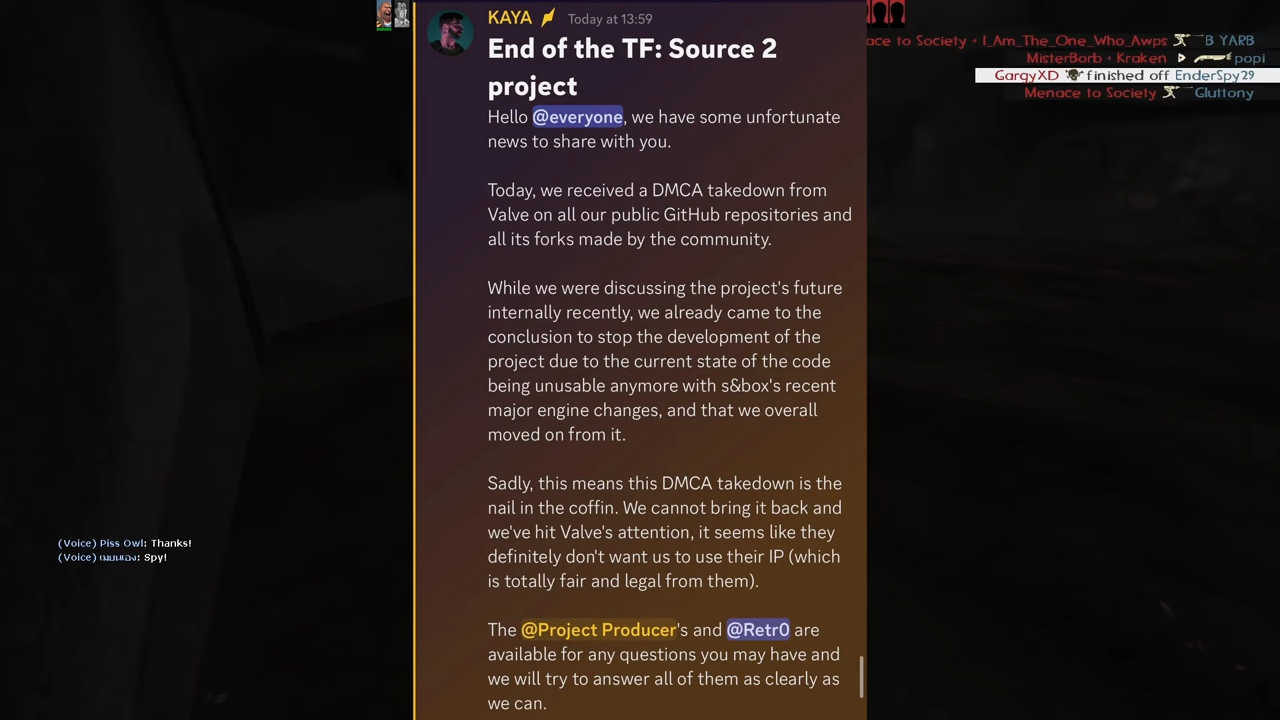 KAYA Today at 13:59
End of the TF: Source 2
project
Hello @everyone, we have some unfortunate
news to share with you.
Today, we received a DMCA takedown from
Valve on all our public GitHub repositories and
all its forks made by the community.
While we were discussing the project's future
internally recently, we already came to the
conclusion to stop the development of the
project due to the current state of the code
being unusable anymore with s&box's recent
major engine changes, and that we overall
moved on from it.
Sadly, this means this DMCA takedown is the
nail in the coffin. We cannot bring it back and
we've hit Valve's attention, it seems like they
definitely don't want us to use their IP (which
is totally fair and legal from them).
The @Project Producer's and @Retr0 are
available for any questions you may have and
we will try to answer all of them as clearly as
we can.
ace to Society + I_Am_The_One_Who_Awps B YARB
MisterBorb + Kraken popi
GargyXD finished off EnderSpy29
Menace to Society Gluttony
(Voice) Piss Owl: Thanks!
(Voice) เมยนเอง: Spy!